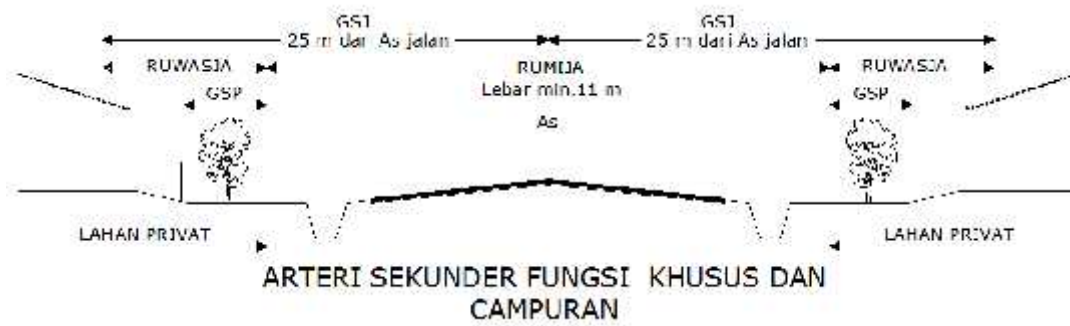 GSJ
25 m dari As jalan
GSJ
25 m dari As jalan
RUWASJA
RUMIJA
RUWASJA
GSP
Lebar min.11 m
GSP
As
LAHAN PRIVAT
LAHAN PRIVAT
ARTERI SEKUNDER FUNGSI KHUSUS DAN
CAMPURAN